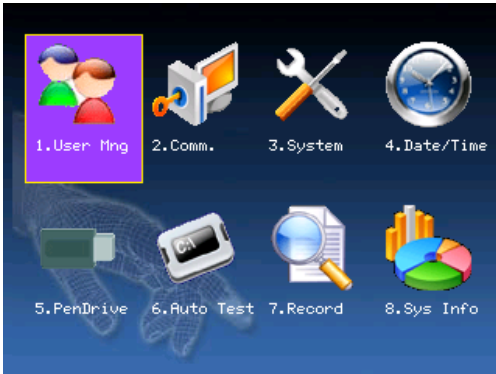 1.User Mng 2.Comm. 3.System 4.Date/Time
C:\
5.PenDrive 6.Auto Test 7.Record 8.Sys Info